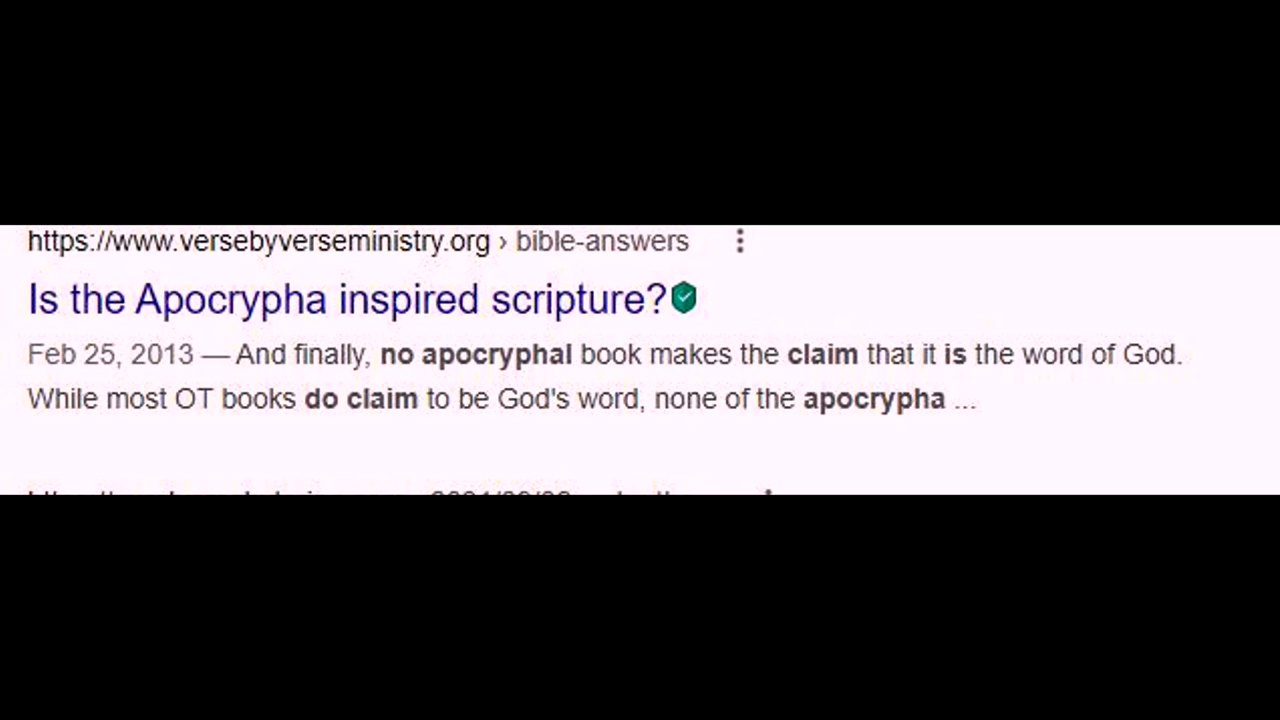 https://www.versebyverseministry.org › bible-answers
Is the Apocrypha inspired scripture?
Feb 25, 2013 — And finally, no apocryphal book makes the claim that it is the word of God.
While most OT books do claim to be God's word, none of the apocrypha ...